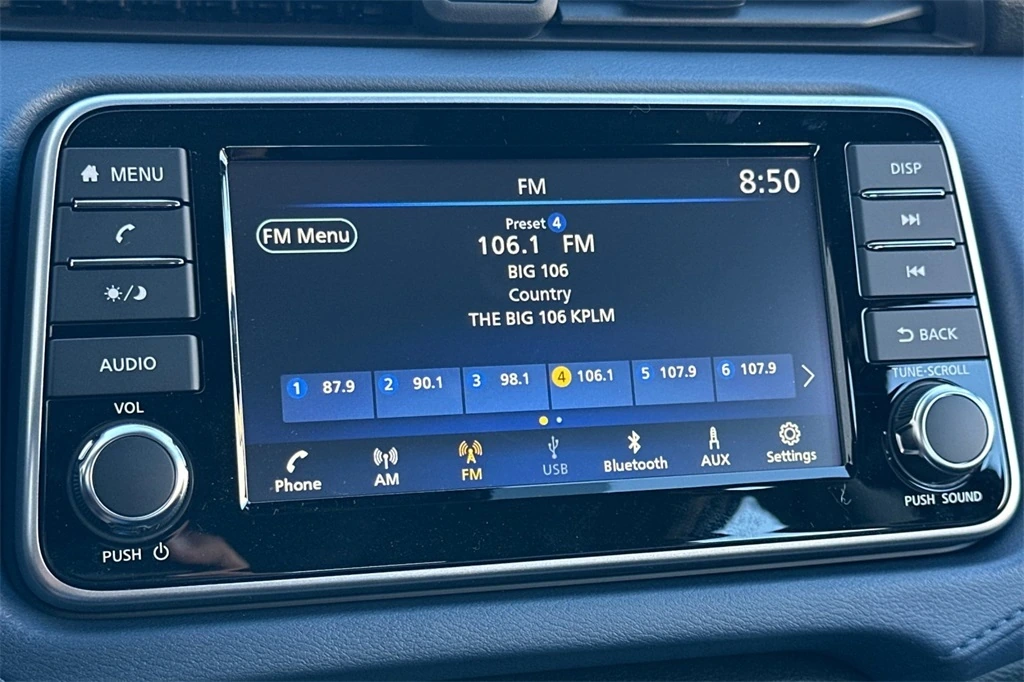 MENU
AUDIO
VOL
PUSH
FM
8:50
FM Menu
Preset 4
106.1 FM
BIG 106
Country
THE BIG 106 KPLM
1 87.9 2 90.1 3 98.1 4 106.1 5 107.9 6 107.9
Phone AM FM USB Bluetooth AUX Settings
DISP
BACK
TUNE·SCROLL
PUSH SOUND